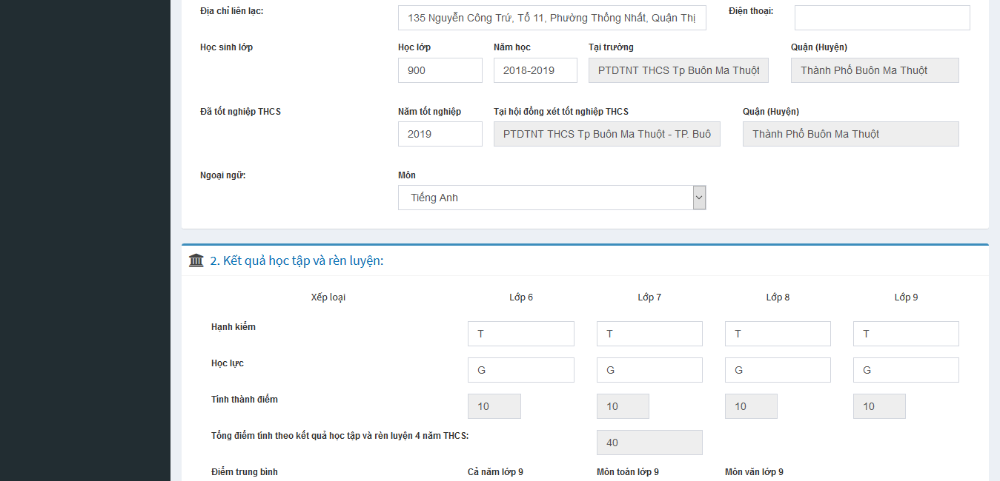 Địa chỉ liên lạc: 135 Nguyễn Công Trứ, Tổ 11, Phường Thống Nhất, Quận Thị Điện thoại:
Học sinh lớp Học lớp Năm học Tại trường Quận (Huyện)
900 2018-2019 PTDTNT THCS Tp Buôn Ma Thuột Thành Phố Buôn Ma Thuột
Đã tốt nghiệp THCS Năm tốt nghiệp Tại hội đồng xét tốt nghiệp THCS Quận (Huyện)
2019 PTDTNT THCS Tp Buôn Ma Thuột - TP. Buô Thành Phố Buôn Ma Thuột
Ngoại ngữ: Môn
Tiếng Anh
2. Kết quả học tập và rèn luyện:
Xếp loại Lớp 6 Lớp 7 Lớp 8 Lớp 9
Hạnh kiểm T T T T
Học lực G G G G
Tính thành điểm 10 10 10 10
Tổng điểm tính theo kết quả học tập và rèn luyện 4 năm THCS: 40
Điểm trung bình Cả năm lớp 9 Môn toán lớp 9 Môn văn lớp 9